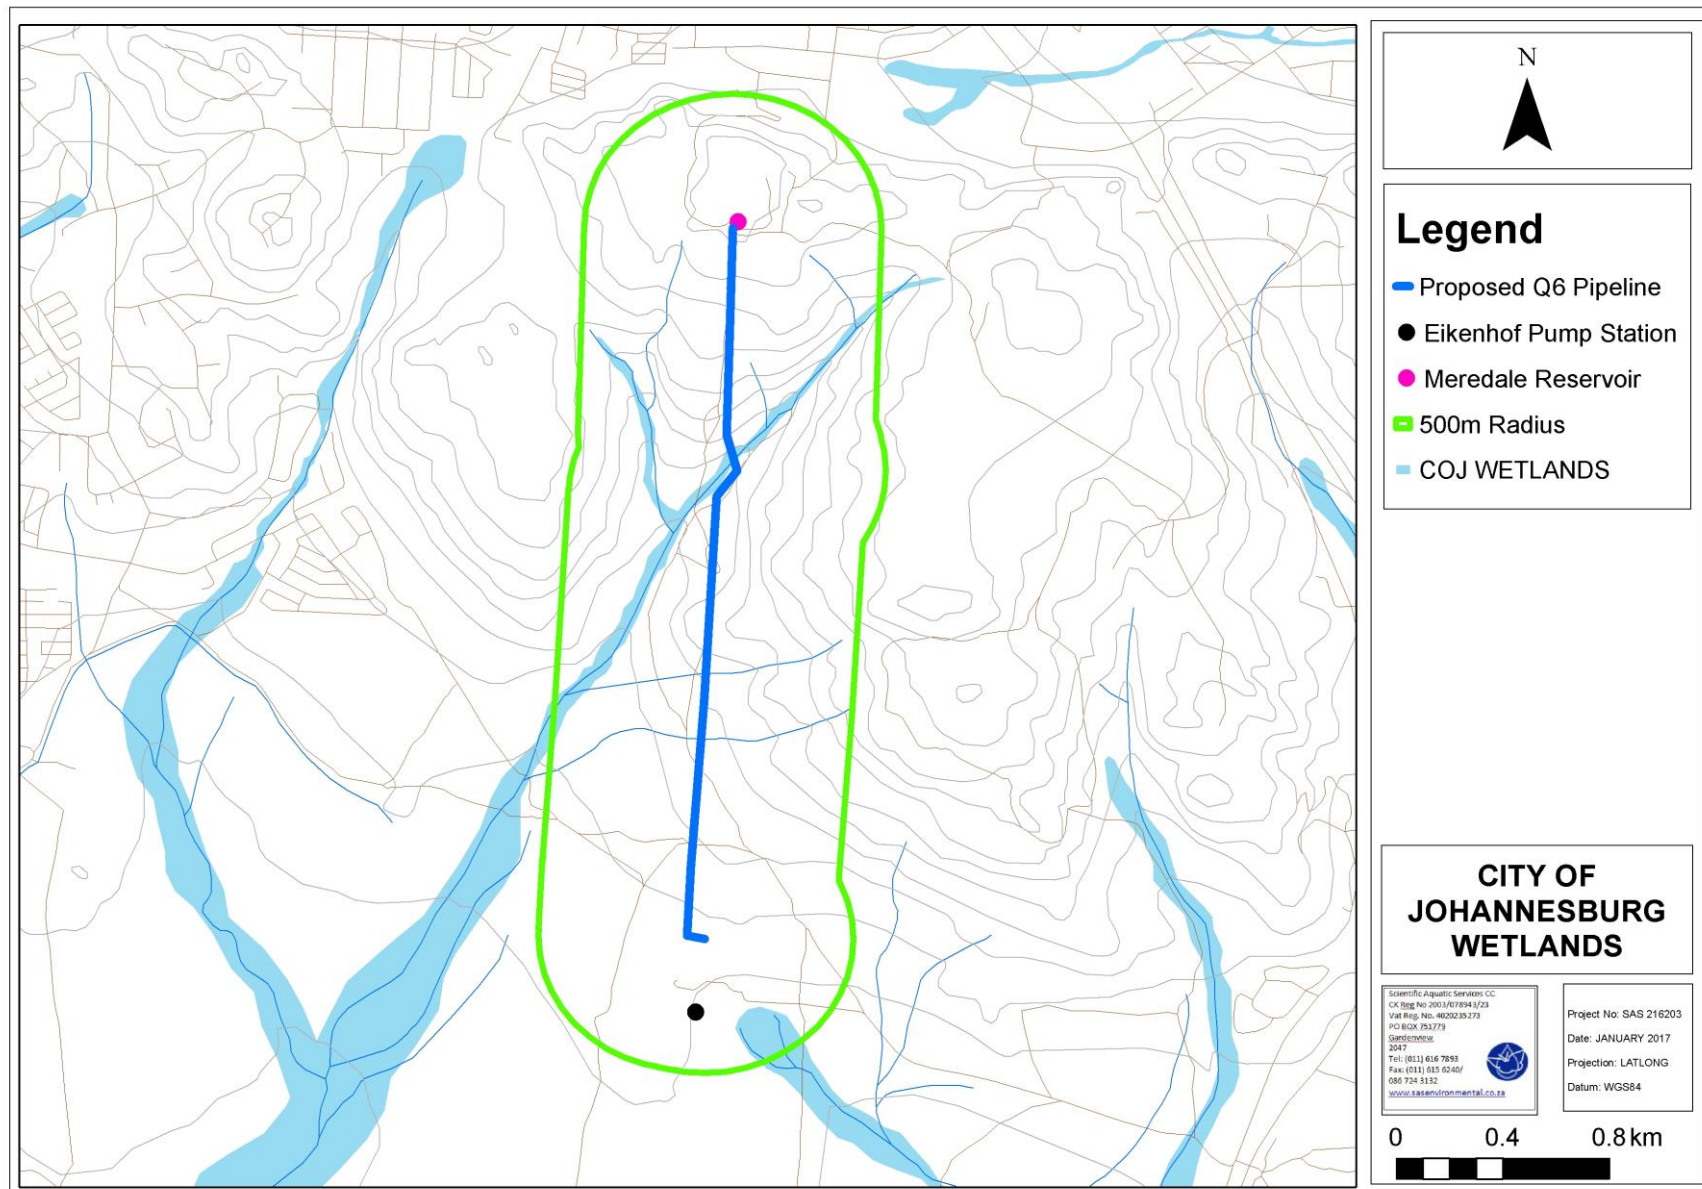 N
Legend
Proposed Q6 Pipeline
Eikenhof Pump Station
Meredale Reservoir
500m Radius
COJ WETLANDS
CITY OF
JOHANNESBURG
WETLANDS
Scientific Aquatic Services CC
CK Reg No 2003/078943/23
Vat Reg. No. 4020235273
PO BOX 751779
Gardenview
2047
Tel: (011) 616 7893
Fax: (011) 615 6240/
086 724 3132
www.sasenvironmental.co.za
Project No: SAS 216203
Date: JANUARY 2017
Projection: LATLONG
Datum: WGS84
0 0.4 0.8 km